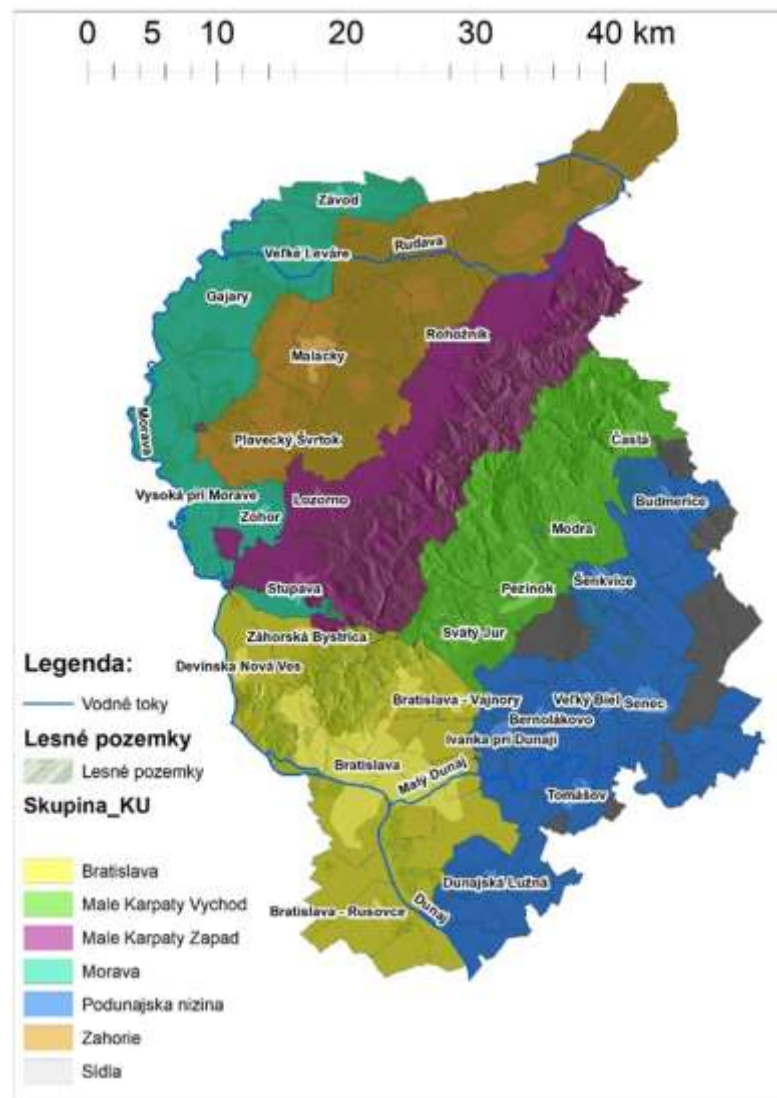 0 5 10 20 30 40 km
Závod
Rudava
Veľké Leváre
Gajary
Rohožník
Malacky
Morava
Plavecký Švrtok
Častá
Vysoká pri Morave
Lozorno
Budmerice
Zohor
Modra
Stupava
Pezinok
Šenkvice
Záhorská Bystrica
Svätý Jur
Devínska Nová Ves
Bratislava - Vajnory
Veľký Biel
Senec
Bernolákovo
Ivanka pri Dunaji
Bratislava
Malý Dunaj
Tomášov
Dunajská Lužná
Bratislava - Rusovce
Dunaj
Legenda:
Vodné toky
Lesné pozemky
Lesné pozemky
Skupina_KU
Bratislava
Male Karpaty Vychod
Male Karpaty Zapad
Morava
Podunajska nizina
Zahorie
Sídla